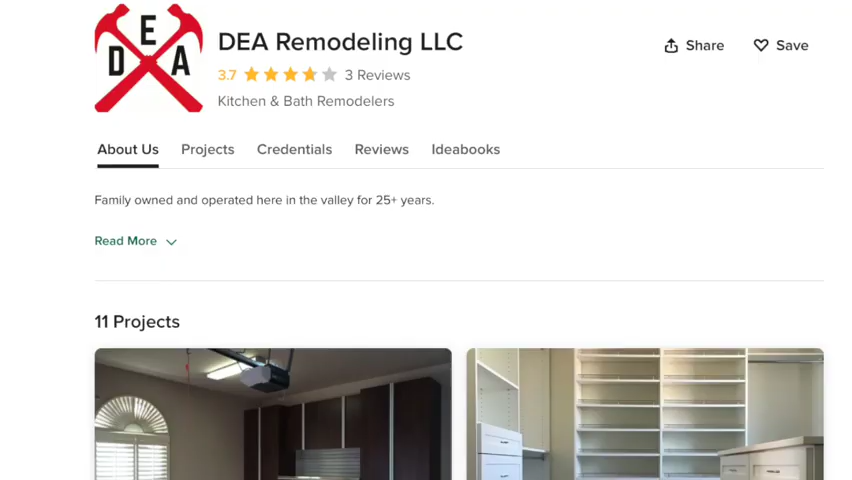 E
D A
DEA Remodeling LLC
Share
Save
3.7 3 Reviews
Kitchen & Bath Remodelers
About Us Projects Credentials Reviews Ideabooks
Family owned and operated here in the valley for 25+ years.
Read More
11 Projects